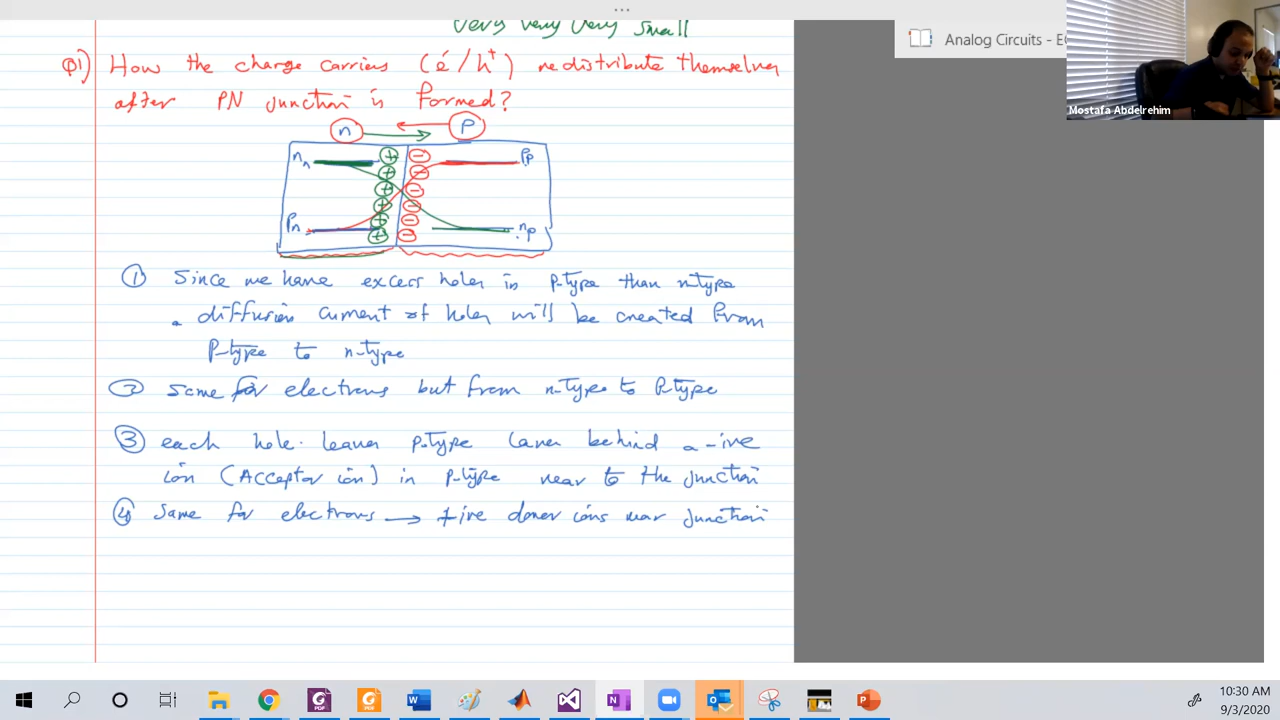 very very very small
Analog Circuits - EC
Mostafa Abdelrehim
Q1) How the charge carries (e⁻/h⁺) redistribute themselves
after PN junction is formed?
n p
nn + − Pp
+ −
+ −
+ −
Pn + − np
+ −
① Since we have excess holes in p-type than n-type
diffusion current of holes will be created from
P-type to n-type
② Same for electrons but from n-type to P-type
③ each hole leaves p-type leaves behind a -ive
ion (Acceptor ion) in p-type near to the junction
④ Same for electrons → +ive doner ions near junction
10:30 AM
9/3/2020